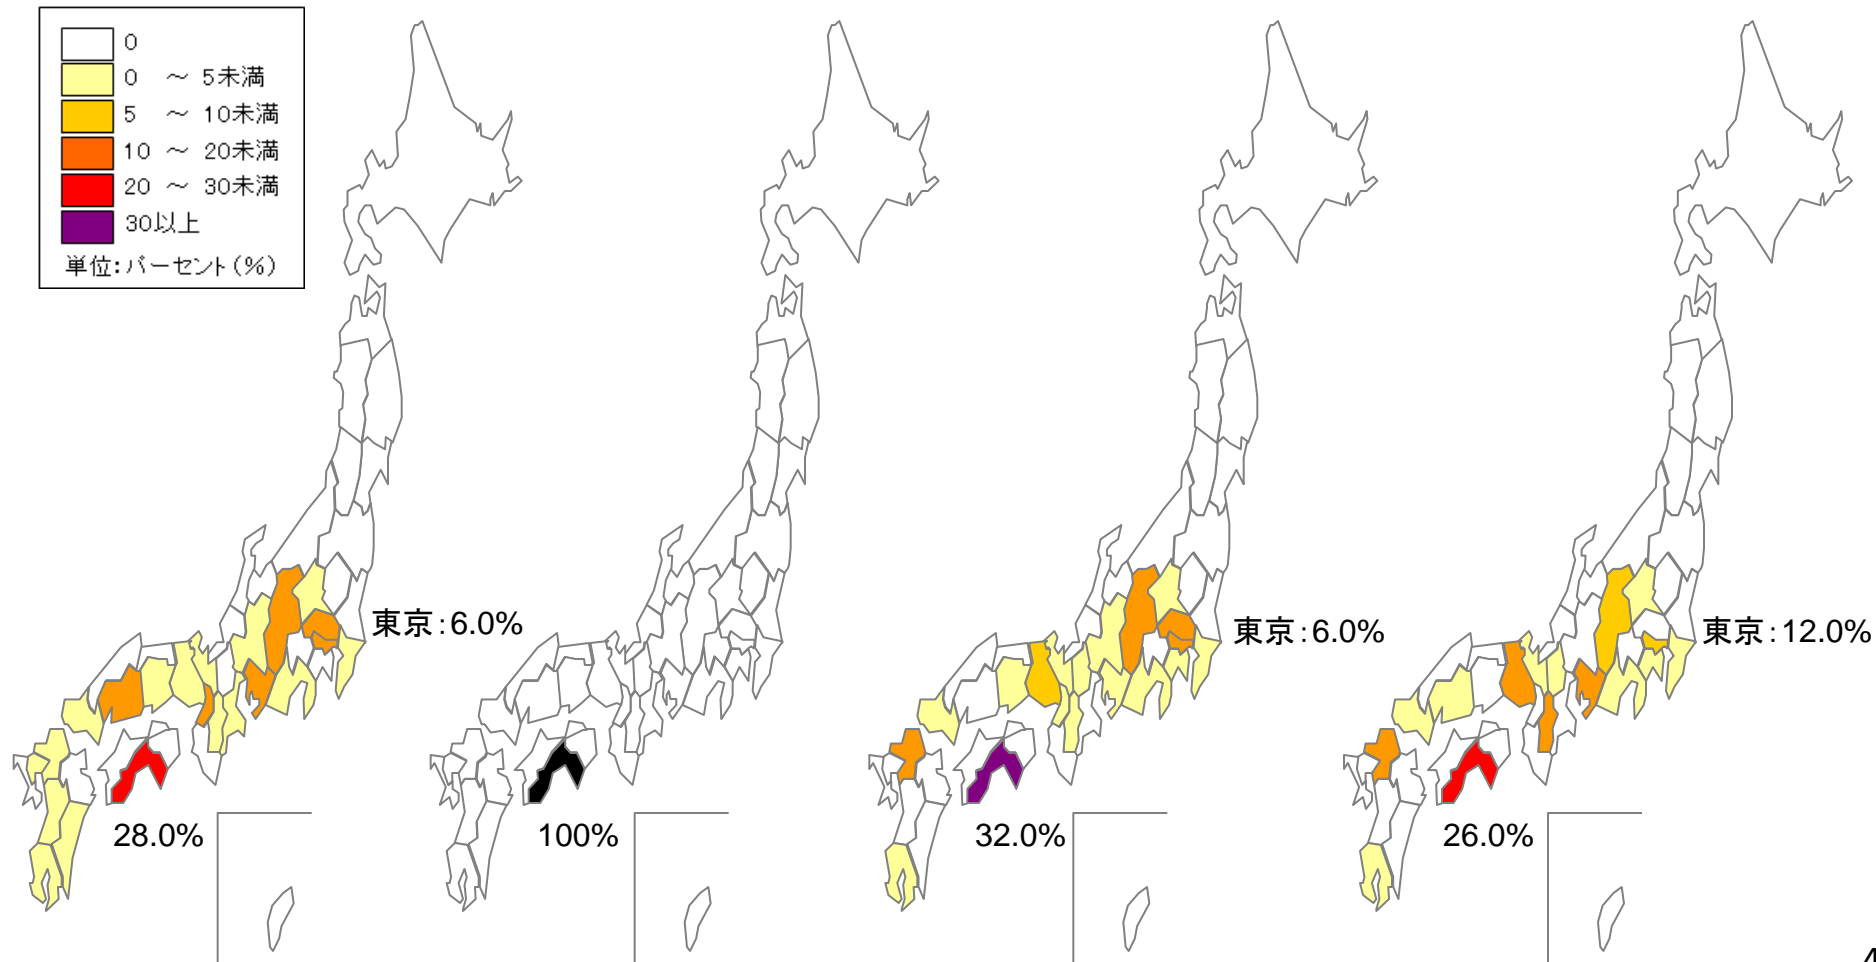 0
0 ～ 5未満
5 ～ 10未満
10 ～ 20未満
20 ～ 30未満
30以上
単位:パーセント(%)
東京:6.0%
東京:6.0%
東京:12.0%
28.0%
100%
32.0%
26.0%
4